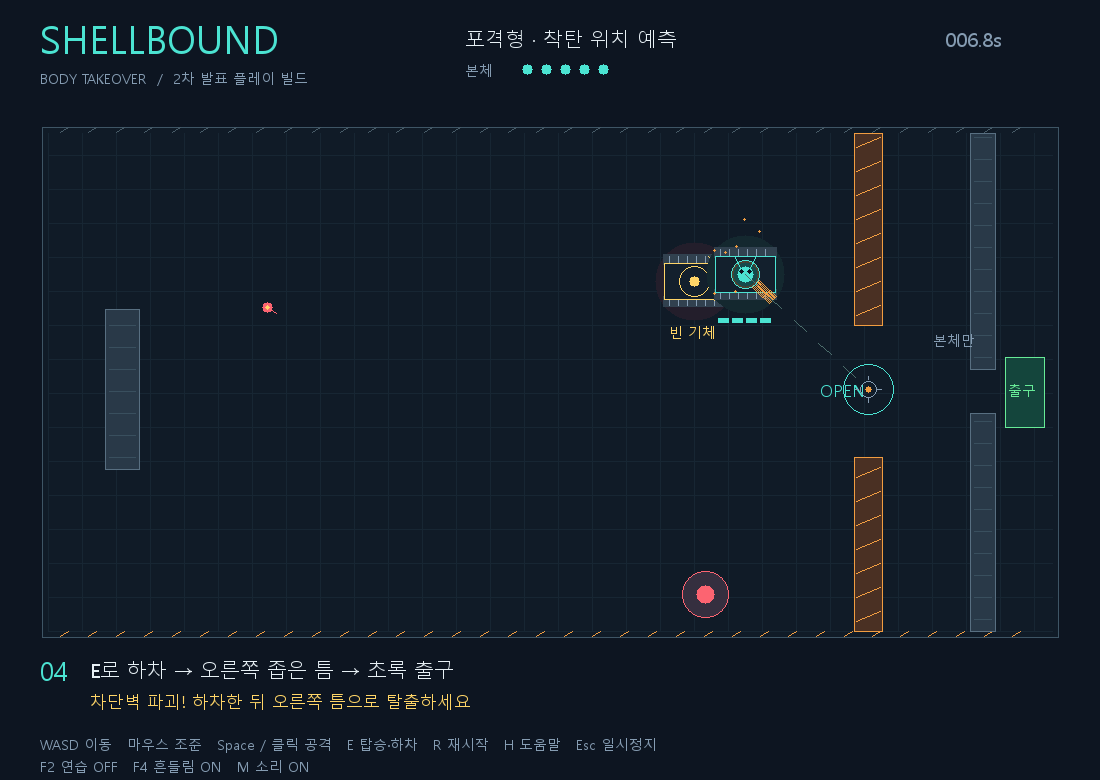 SHELLBOUND
포격형 · 착탄 위치 예측
006.8s
본체
BODY TAKEOVER / 2차 발표 플레이 빌드
빈 기체
본체만
OPEN
출구
04 E로 하차 → 오른쪽 좁은 틈 → 초록 출구
차단벽 파괴! 하차한 뒤 오른쪽 틈으로 탈출하세요
WASD 이동 마우스 조준 Space / 클릭 공격 E 탑승·하차 R 재시작 H 도움말 Esc 일시정지
F2 연습 OFF F4 흔들림 ON M 소리 ON